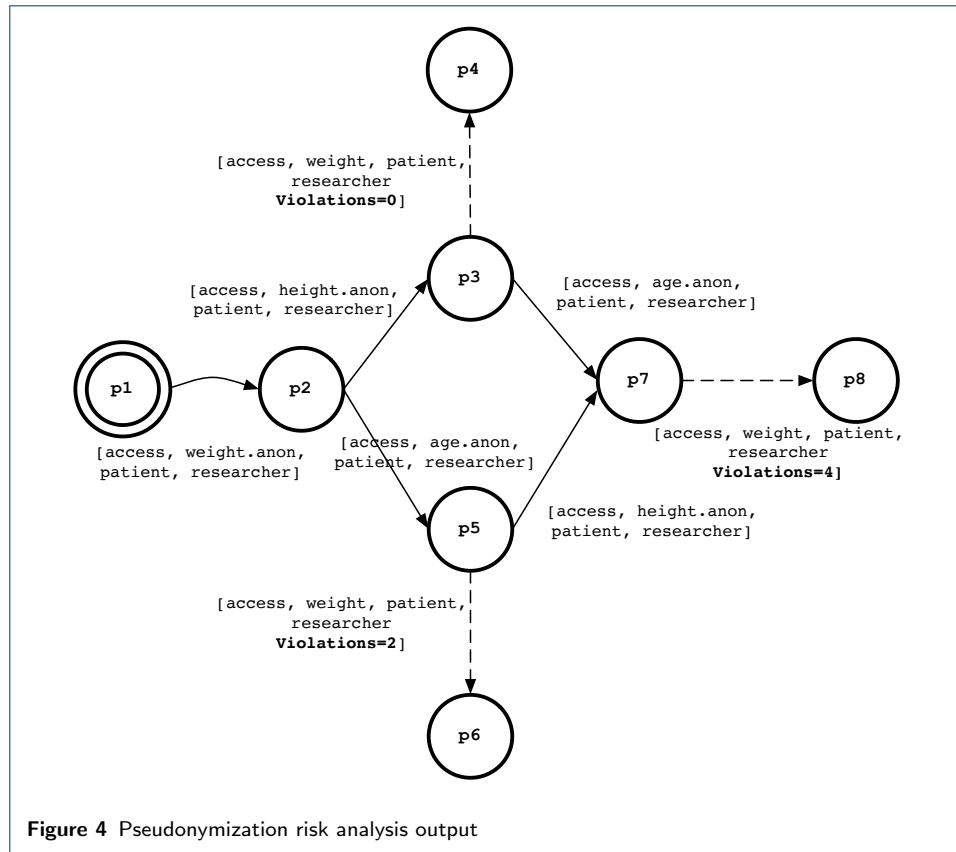 p4
[access, weight, patient,
researcher
Violations=0]
p3
[access, height.anon,
patient, researcher]
[access, age.anon,
patient, researcher]
p1
p2
p7
p8
[access, weight.anon,
patient, researcher]
[access, age.anon,
patient, researcher]
[access, weight, patient,
researcher
Violations=4]
p5
[access, height.anon,
patient, researcher]
[access, weight, patient,
researcher
Violations=2]
p6
Figure 4 Pseudonymization risk analysis output